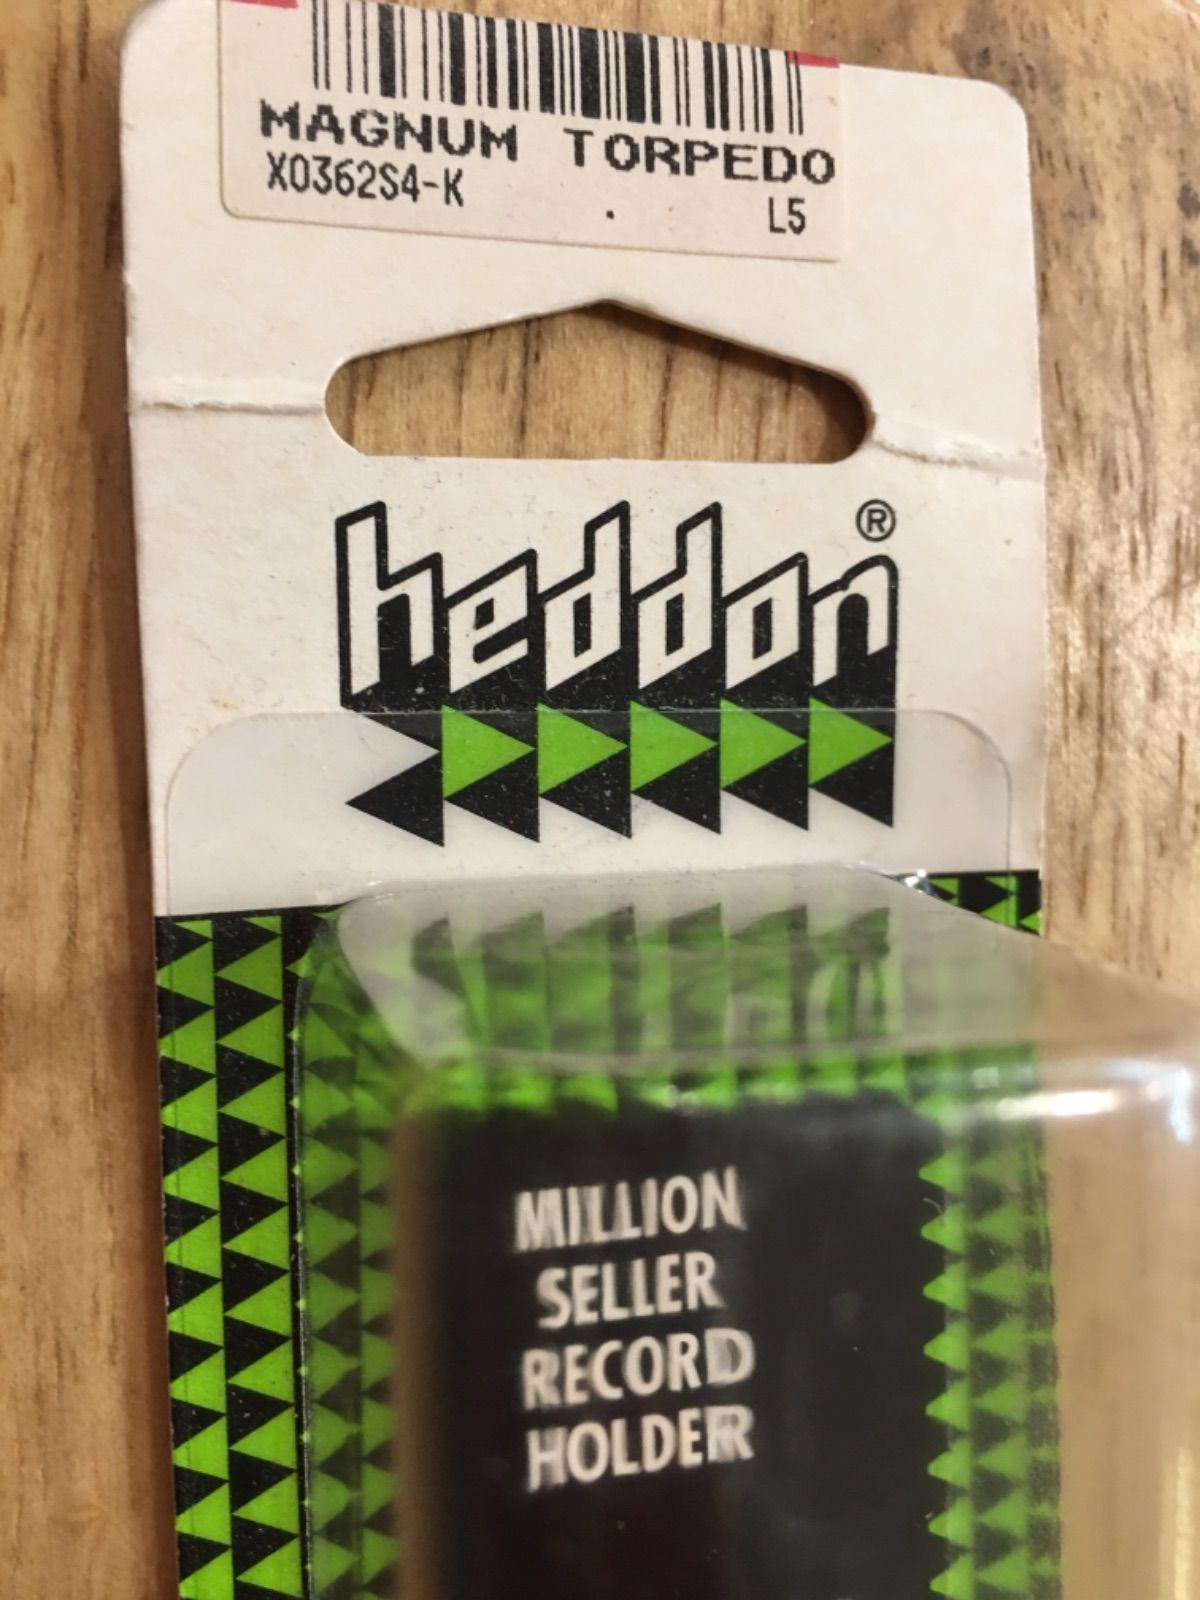 MAGNUM TORPEDO
X0362S4-K
L5
heddon®
MILLION
SELLER
RECORD
HOLDER